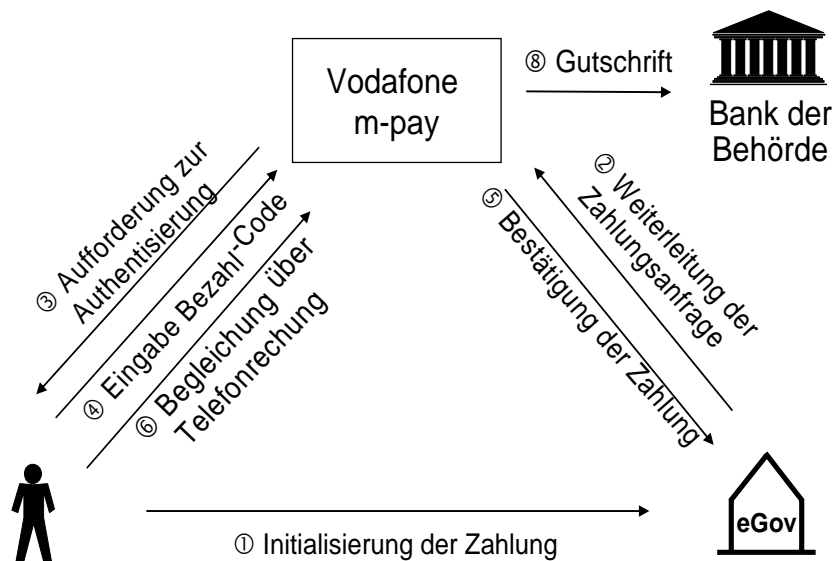 Vodafone
m-pay
⑧ Gutschrift
Bank der
Behörde
③ Aufforderung zur
Authentisierung
④ Eingabe Bezahl-Code
⑥ Begleichung über
Telefonrechung
② Weiterleitung der
Zahlungsanfrage
⑤ Bestätigung der Zahlung
eGov
① Initialisierung der Zahlung